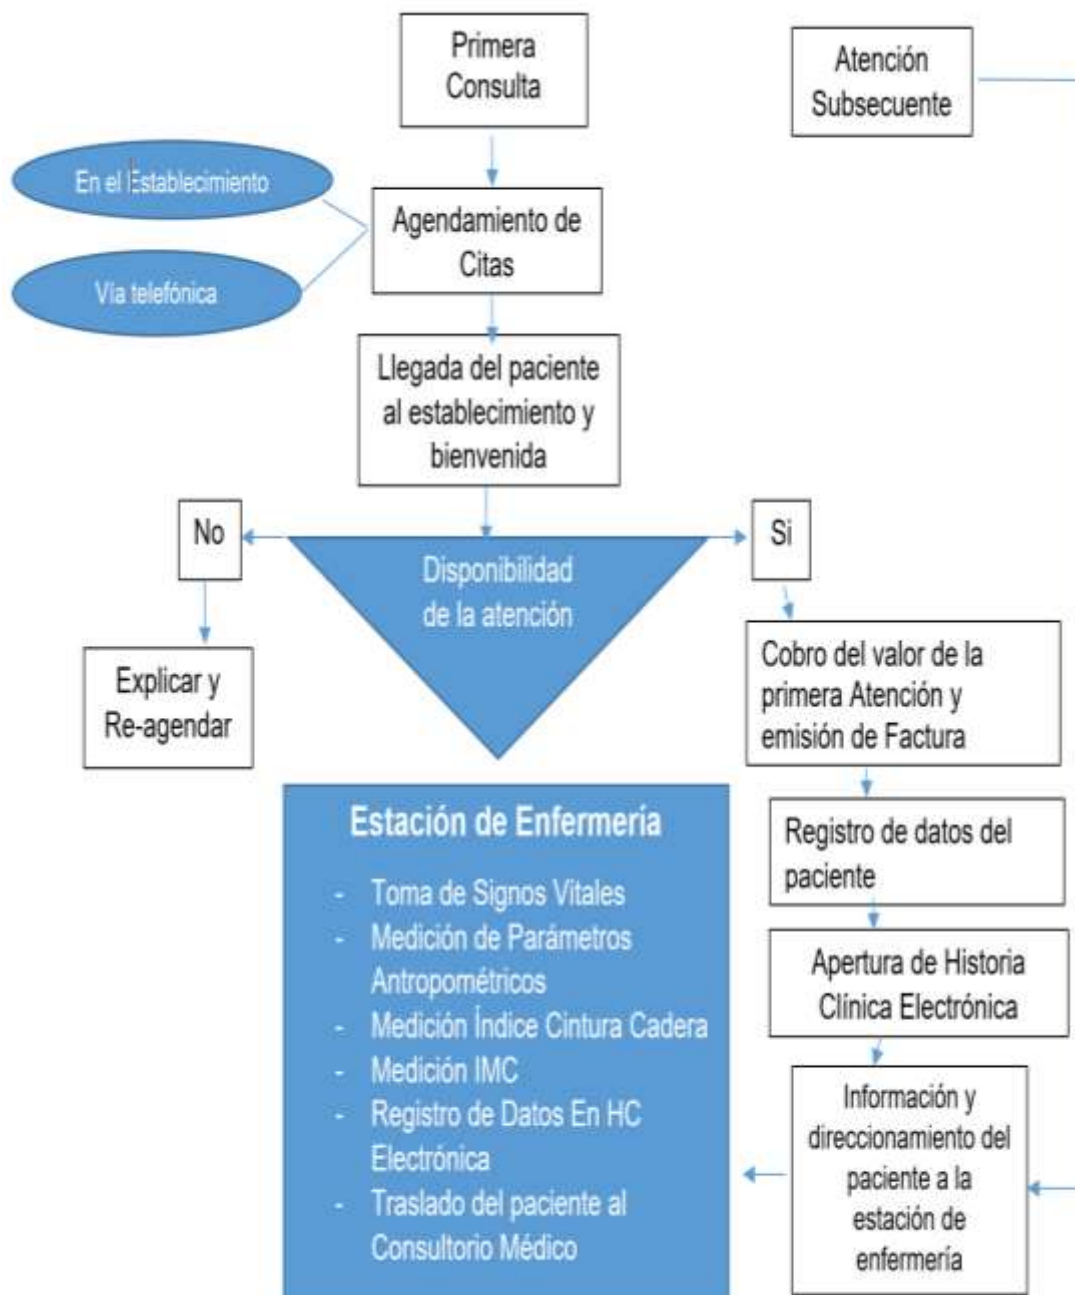 Primera
Consulta
Atención
Subsecuente
En el Establecimiento
Vía telefónica
Agendamiento de
Citas
Llegada del paciente
al establecimiento y
bienvenida
No
Disponibilidad
de la atención
Si
Explicar y
Re-agendar
Cobro del valor de la
primera Atención y
emisión de Factura
Registro de datos del
paciente
Apertura de Historia
Clínica Electrónica
Información y
direccionamiento del
paciente a la
estación de
enfermería
Estación de Enfermería
- Toma de Signos Vitales
- Medición de Parámetros
Antropométricos
- Medición Índice Cintura Cadera
- Medición IMC
- Registro de Datos En HC
Electrónica
- Traslado del paciente al
Consultorio Médico